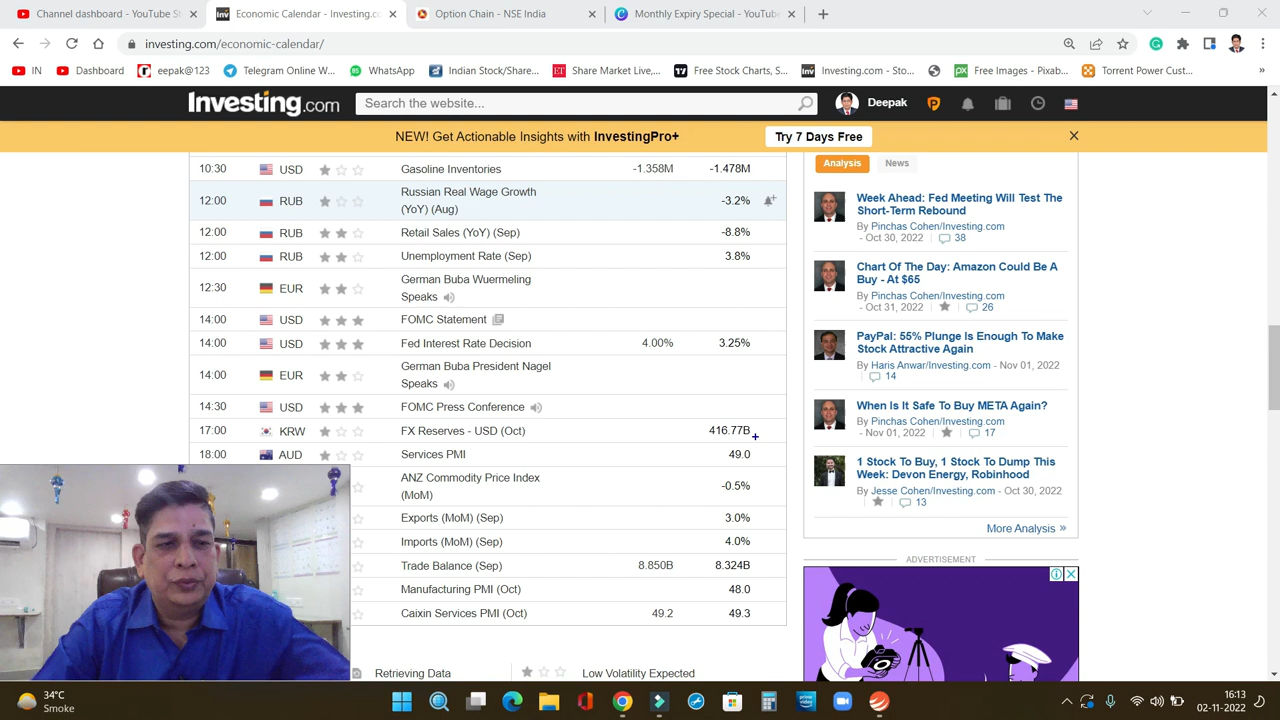 Channel dashboard - YouTube St
Economic Calendar - Investing.co
Option Chain - NSE India
Monthly Expiry Special - YouTube
investing.com/economic-calendar/
IN
Dashboard
eepak@123
Telegram Online W...
WhatsApp
Indian Stock/Share...
Share Market Live,...
Free Stock Charts, S...
Investing.com - Sto...
Free Images - Pixab...
Torrent Power Cust...
Investing.com
Search the website...
Deepak
NEW! Get Actionable Insights with InvestingPro+
Try 7 Days Free
10:30 USD Gasoline Inventories -1.358M -1.478M
12:00 RUB Russian Real Wage Growth (YoY) (Aug) -3.2%
12:00 RUB Retail Sales (YoY) (Sep) -8.8%
12:00 RUB Unemployment Rate (Sep) 3.8%
12:30 EUR German Buba Wuermeling Speaks
14:00 USD FOMC Statement
14:00 USD Fed Interest Rate Decision 4.00% 3.25%
14:00 EUR German Buba President Nagel Speaks
14:30 USD FOMC Press Conference
17:00 KRW FX Reserves - USD (Oct) 416.77B
18:00 AUD Services PMI 49.0
ANZ Commodity Price Index (MoM) -0.5%
Exports (MoM) (Sep) 3.0%
Imports (MoM) (Sep) 4.0%
Trade Balance (Sep) 8.850B 8.324B
Manufacturing PMI (Oct) 48.0
Caixin Services PMI (Oct) 49.2 49.3
Retrieving Data
Low Volatility Expected
Analysis
News
Week Ahead: Fed Meeting Will Test The
Short-Term Rebound
By Pinchas Cohen/Investing.com
- Oct 30, 2022 38
Chart Of The Day: Amazon Could Be A
Buy - At $65
By Pinchas Cohen/Investing.com
- Oct 31, 2022 26
PayPal: 55% Plunge Is Enough To Make
Stock Attractive Again
By Haris Anwar/Investing.com - Nov 01, 2022
14
When Is It Safe To Buy META Again?
By Pinchas Cohen/Investing.com
- Nov 01, 2022 17
1 Stock To Buy, 1 Stock To Dump This
Week: Devon Energy, Robinhood
By Jesse Cohen/Investing.com - Oct 30, 2022
13
More Analysis »
ADVERTISEMENT
34°C
Smoke
16:13
02-11-2022